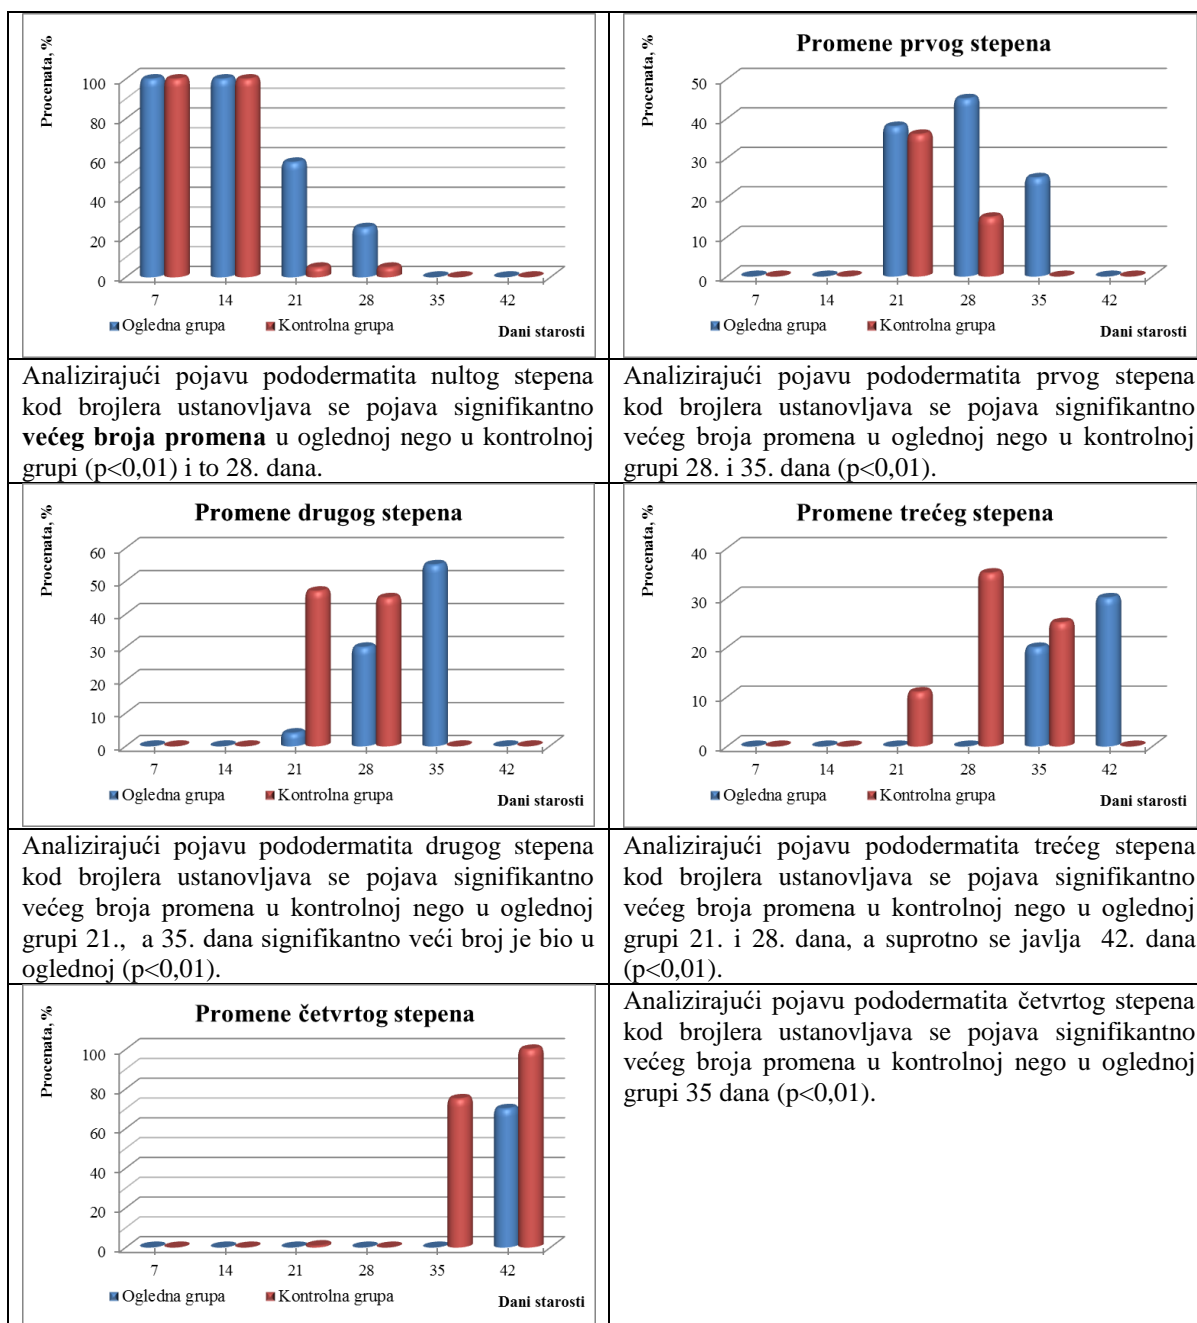 Procenata, %
100
80
60
40
20
0
7 14 21 28 35 42
Ogledna grupa Kontrolna grupa Dani starosti
Promene prvog stepena
Procenata, %
50
40
30
20
10
0
7 14 21 28 35 42
Ogledna grupa Kontrolna grupa Dani starosti
Analizirajući pojavu pododermatita nultog stepena
kod brojlera ustanovljava se pojava signifikantno
većeg broja promena u oglednoj nego u kontrolnoj
grupi (p<0,01) i to 28. dana.
Analizirajući pojavu pododermatita prvog stepena
kod brojlera ustanovljava se pojava signifikantno
većeg broja promena u oglednoj nego u kontrolnoj
grupi 28. i 35. dana (p<0,01).
Promene drugog stepena
Procenata, %
60
50
40
30
20
10
0
7 14 21 28 35 42
Ogledna grupa Kontrolna grupa Dani starosti
Promene trećeg stepena
Procenata, %
40
30
20
10
0
7 14 21 28 35 42
Ogledna grupa Kontrolna grupa Dani starosti
Analizirajući pojavu pododermatita drugog stepena
kod brojlera ustanovljava se pojava signifikantno
većeg broja promena u kontrolnoj nego u oglednoj
grupi 21., a 35. dana signifikantno veći broj je bio u
oglednoj (p<0,01).
Analizirajući pojavu pododermatita trećeg stepena
kod brojlera ustanovljava se pojava signifikantno
većeg broja promena u kontrolnoj nego u oglednoj
grupi 21. i 28. dana, a suprotno se javlja 42. dana
(p<0,01).
Promene četvrtog stepena
Procenata, %
100
80
60
40
20
0
7 14 21 28 35 42
Ogledna grupa Kontrolna grupa Dani starosti
Analizirajući pojavu pododermatita četvrtog stepena
kod brojlera ustanovljava se pojava signifikantno
većeg broja promena u kontrolnoj nego u oglednoj
grupi 35 dana (p<0,01).